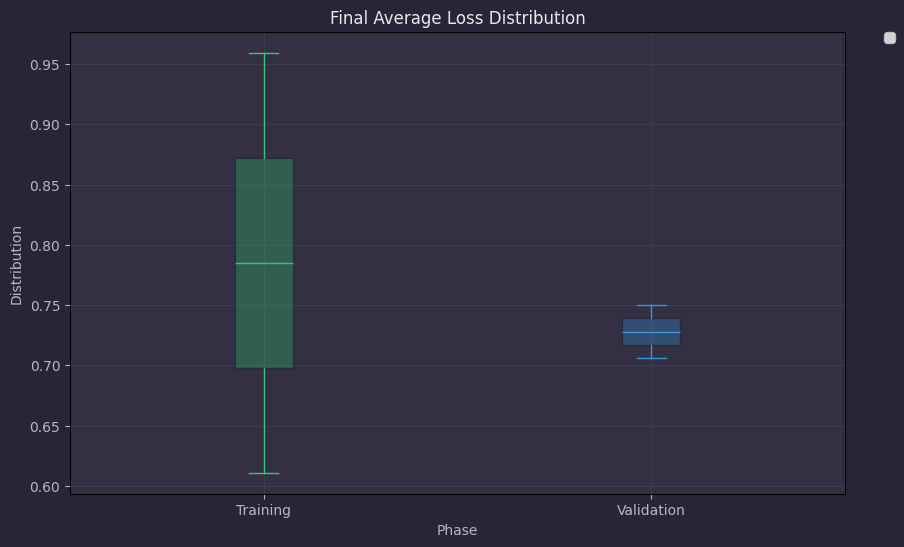 Final Average Loss Distribution
0.95
0.90
0.85
0.80
0.75
0.70
0.65
0.60
Distribution
Training
Validation
Phase